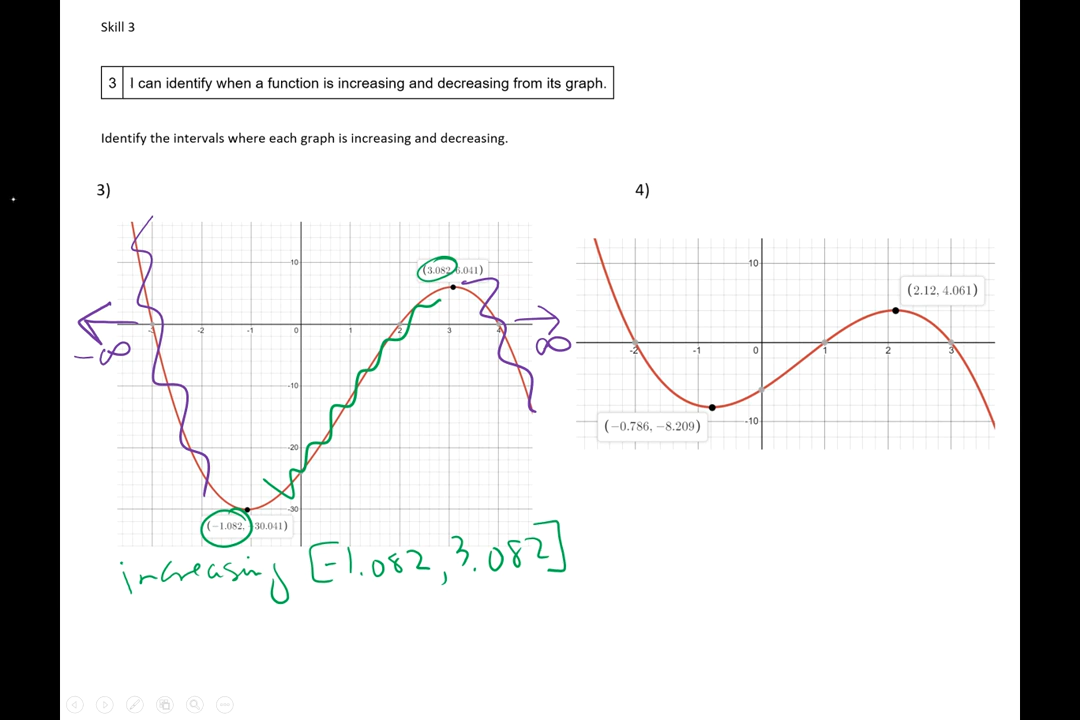 Skill 3
3 I can identify when a function is increasing and decreasing from its graph.
Identify the intervals where each graph is increasing and decreasing.
3)
10
(3.082, 6.041)
-3 -2 -1 0 1 2 3 4
-∞ ∞
-10
-20
-30
(-1.082, 30.041)
increasing [-1.082, 3.082]
4)
10
(2.12, 4.061)
-2 -1 0 1 2 3
-10
(−0.786, −8.209)